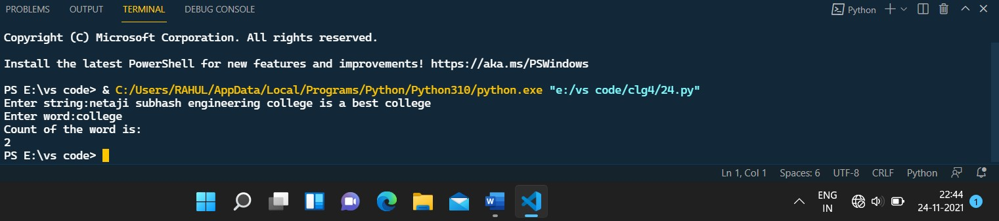 PROBLEMS OUTPUT TERMINAL DEBUG CONSOLE Python
Copyright (C) Microsoft Corporation. All rights reserved.
Install the latest PowerShell for new features and improvements! https://aka.ms/PSWindows
PS E:\vs code> & C:/Users/RAHUL/AppData/Local/Programs/Python/Python310/python.exe "e:/vs code/clg4/24.py"
Enter string:netaji subhash engineering college is a best college
Enter word:college
Count of the word is:
2
PS E:\vs code>
Ln 1, Col 1 Spaces: 6 UTF-8 CRLF Python
W
ENG 22:44
IN 24-11-2021 1